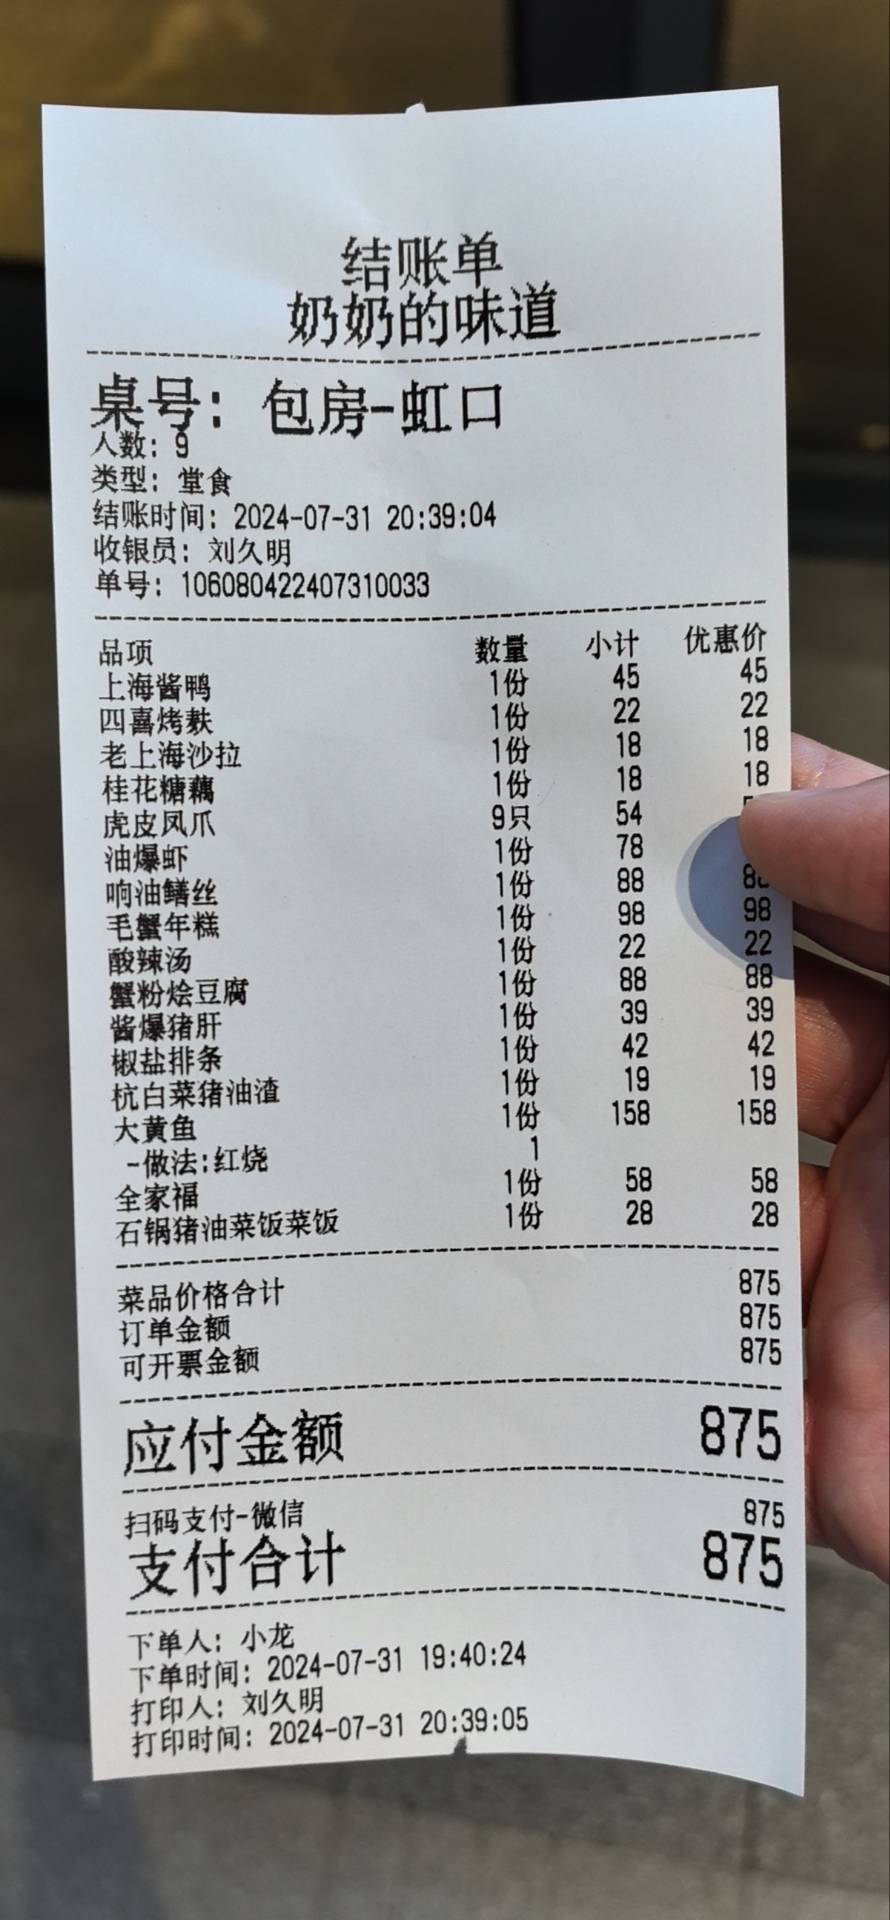 结账单
奶奶的味道
桌号: 包房-虹口
人数: 9
类型: 堂食
结账时间: 2024-07-31 20:39:04
收银员: 刘久明
单号: 106080422407310033
品项 数量 小计 优惠价
上海酱鸭 1份 45 45
四喜烤麸 1份 22 22
老上海沙拉 1份 18 18
桂花糖藕 1份 18 18
虎皮凤爪 9只 54
油爆虾 1份 78
响油鳝丝 1份 88
毛蟹年糕 1份 98 98
酸辣汤 1份 22 22
蟹粉烩豆腐 1份 88 88
酱爆猪肝 1份 39 39
椒盐排条 1份 42 42
杭白菜猪油渣 1份 19 19
大黄鱼 1份 158 158
-做法:红烧 1
全家福 1份 58 58
石锅猪油菜饭菜饭 1份 28 28
菜品价格合计 875
订单金额 875
可开票金额 875
应付金额 875
扫码支付-微信 875
支付合计 875
下单人: 小龙
下单时间: 2024-07-31 19:40:24
打印人: 刘久明
打印时间: 2024-07-31 20:39:05